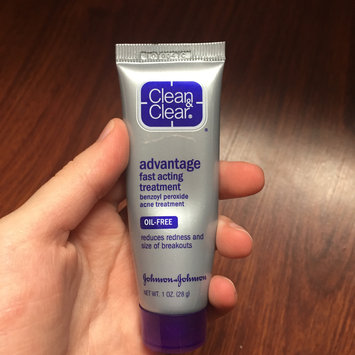 Clean &
Clear®
advantage
fast acting
treatment
benzoyl peroxide
acne treatment
OIL-FREE
reduces redness and
size of breakouts
Johnson & Johnson
NET WT. 1 OZ. (28 g)